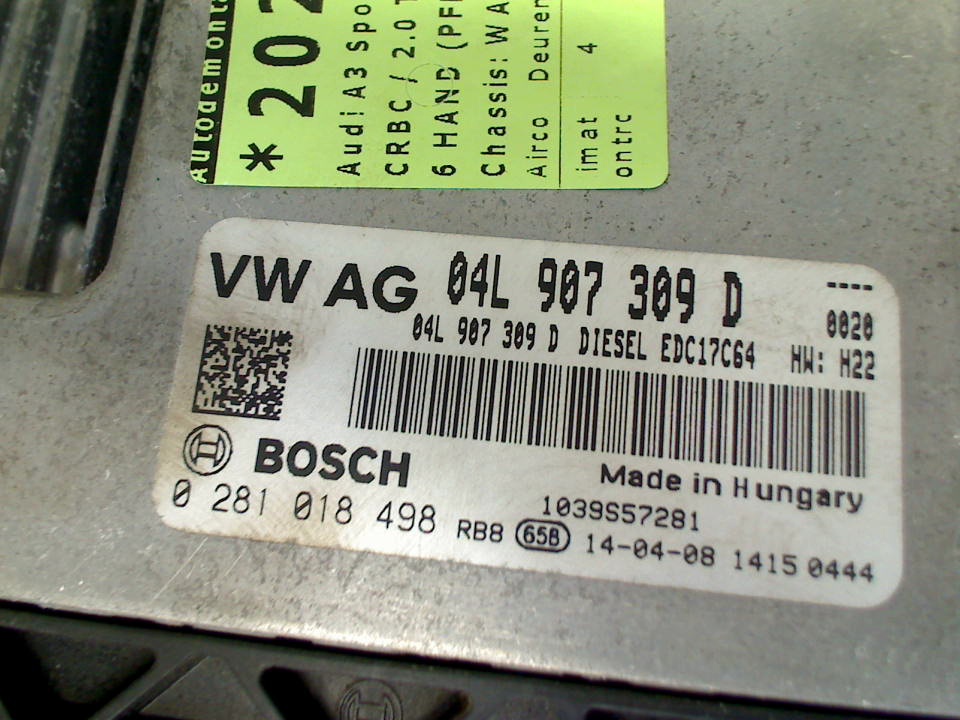 Autodemont
*202
Audi A3 Spo
CRBC / 2.0 T
6 HAND (PF
Chassis: WA
Airco Deuren
imat 4
ontrc
VW AG 04L 907 309 D ----
04L 907 309 D DIESEL EDC17C64
0020
HW: H22
BOSCH
Made in Hungary
0 281 018 498
1039S57281
RB8 65B 14-04-08 1415 0444